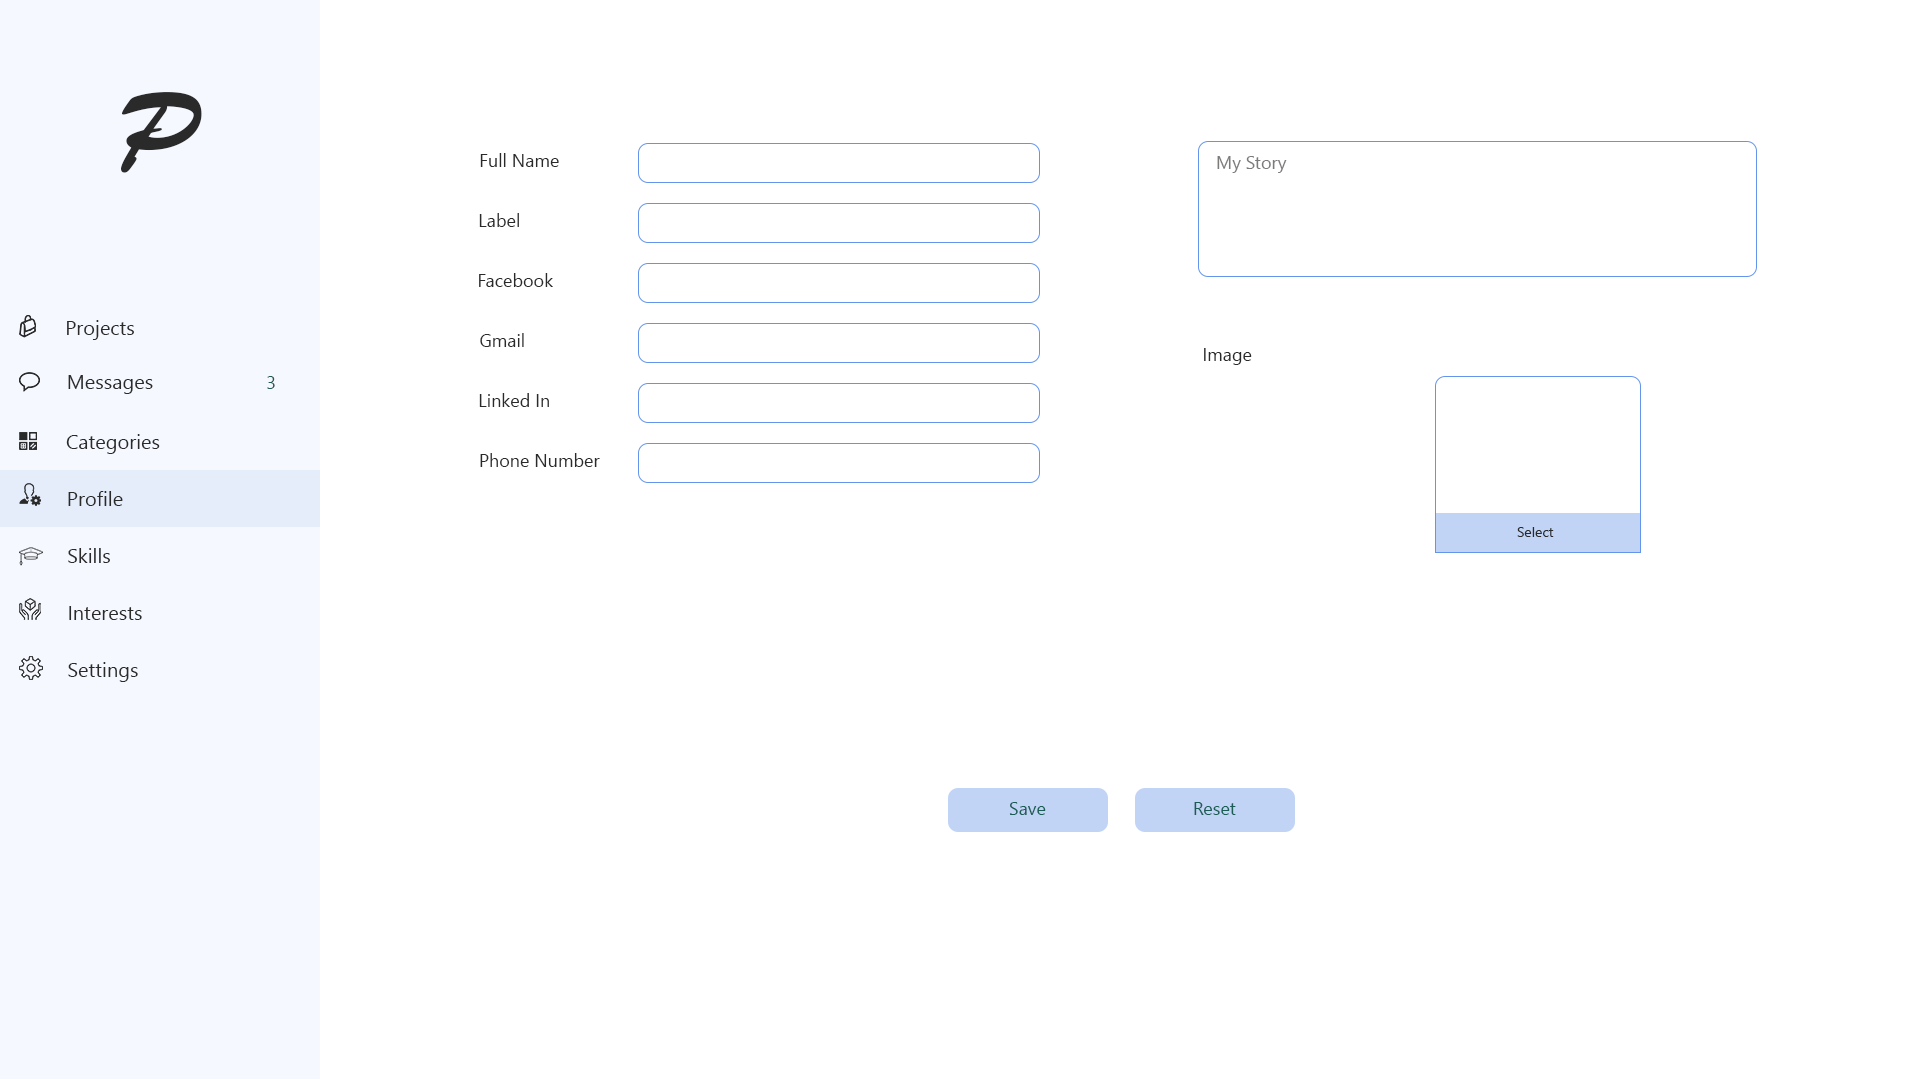 P
Projects
Messages 3
Categories
Profile
Skills
Interests
Settings
Full Name
Label
Facebook
Gmail
Linked In
Phone Number
My Story
Image
Select
Save
Reset